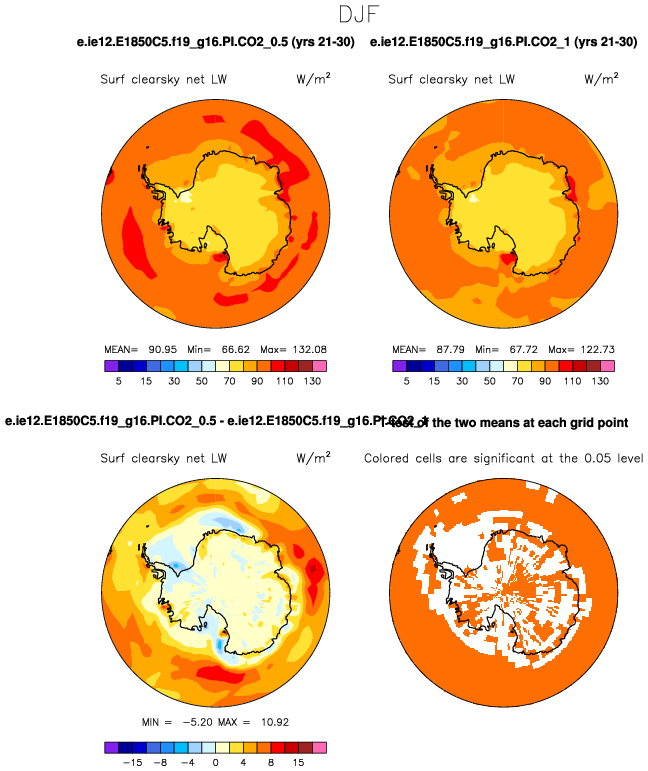 DJF
e.ie12.E1850C5.f19_g16.PI.CO2_0.5 (yrs 21-30)
e.ie12.E1850C5.f19_g16.PI.CO2_1 (yrs 21-30)
Surf clearsky net LW W/m²
Surf clearsky net LW W/m²
MEAN= 90.95 Min= 66.62 Max= 132.08
MEAN= 87.79 Min= 67.72 Max= 122.73
5 15 30 50 70 90 110 130
5 15 30 50 70 90 110 130
e.ie12.E1850C5.f19_g16.PI.CO2_0.5 - e.ie12.E1850C5.f19_g16.PI.CO2_1
T-test of the two means at each grid point
Surf clearsky net LW W/m²
Colored cells are significant at the 0.05 level
MIN = -5.20 MAX = 10.92
-15 -8 -4 0 4 8 15